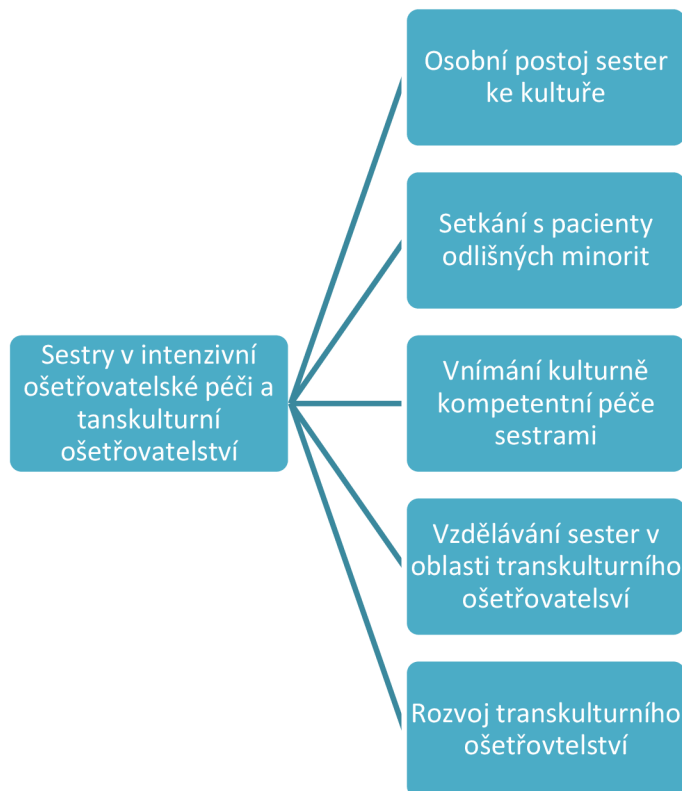 Osobní postoj sester
ke kultuře
Setkání s pacienty
odlišných minorit
Sestry v intenzivní
ošetřovatelské péči a
tanskulturní
ošetřovatelství
Vnímání kulturně
kompetentní péče
sestrami
Vzdělávání sester v
oblasti transkulturního
ošetřovatelsví
Rozvoj transkulturního
ošetřovtelství